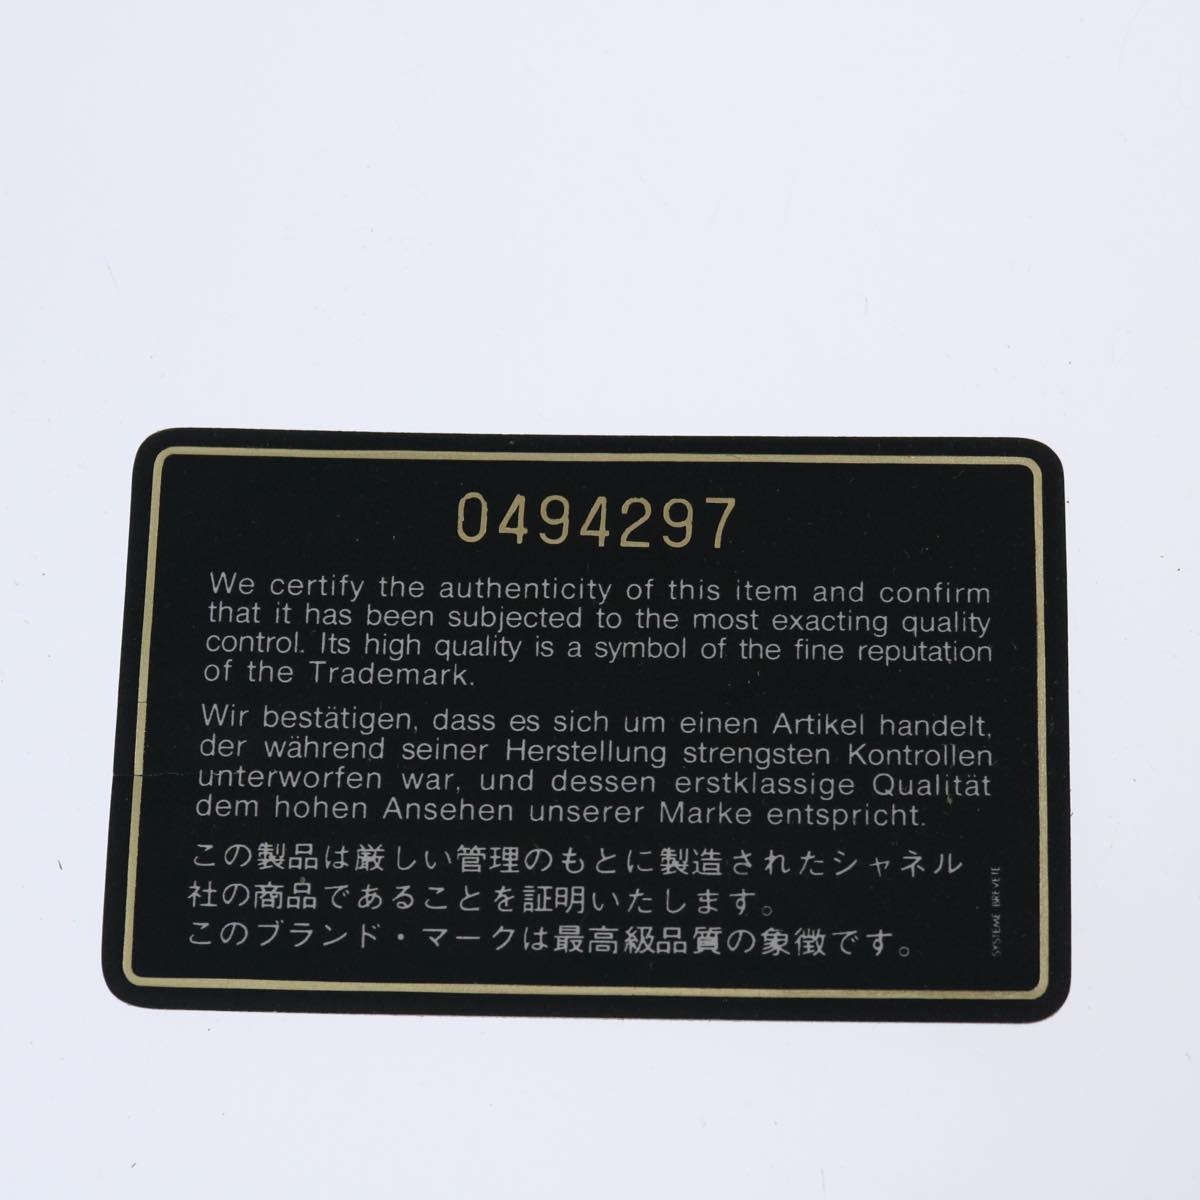 0494297
We certify the authenticity of this item and confirm
that it has been subjected to the most exacting quality
control. Its high quality is a symbol of the fine reputation
of the Trademark.
Wir bestätigen, dass es sich um einen Artikel handelt,
der während seiner Herstellung strengsten Kontrollen
unterworfen war, und dessen erstklassige Qualität
dem hohen Ansehen unserer Marke entspricht.
この製品は厳しい管理のもとに製造されたシャネル
社の商品であることを証明いたします。
このブランド・マークは最高級品質の象徴です。
SYSTEME BREVETE